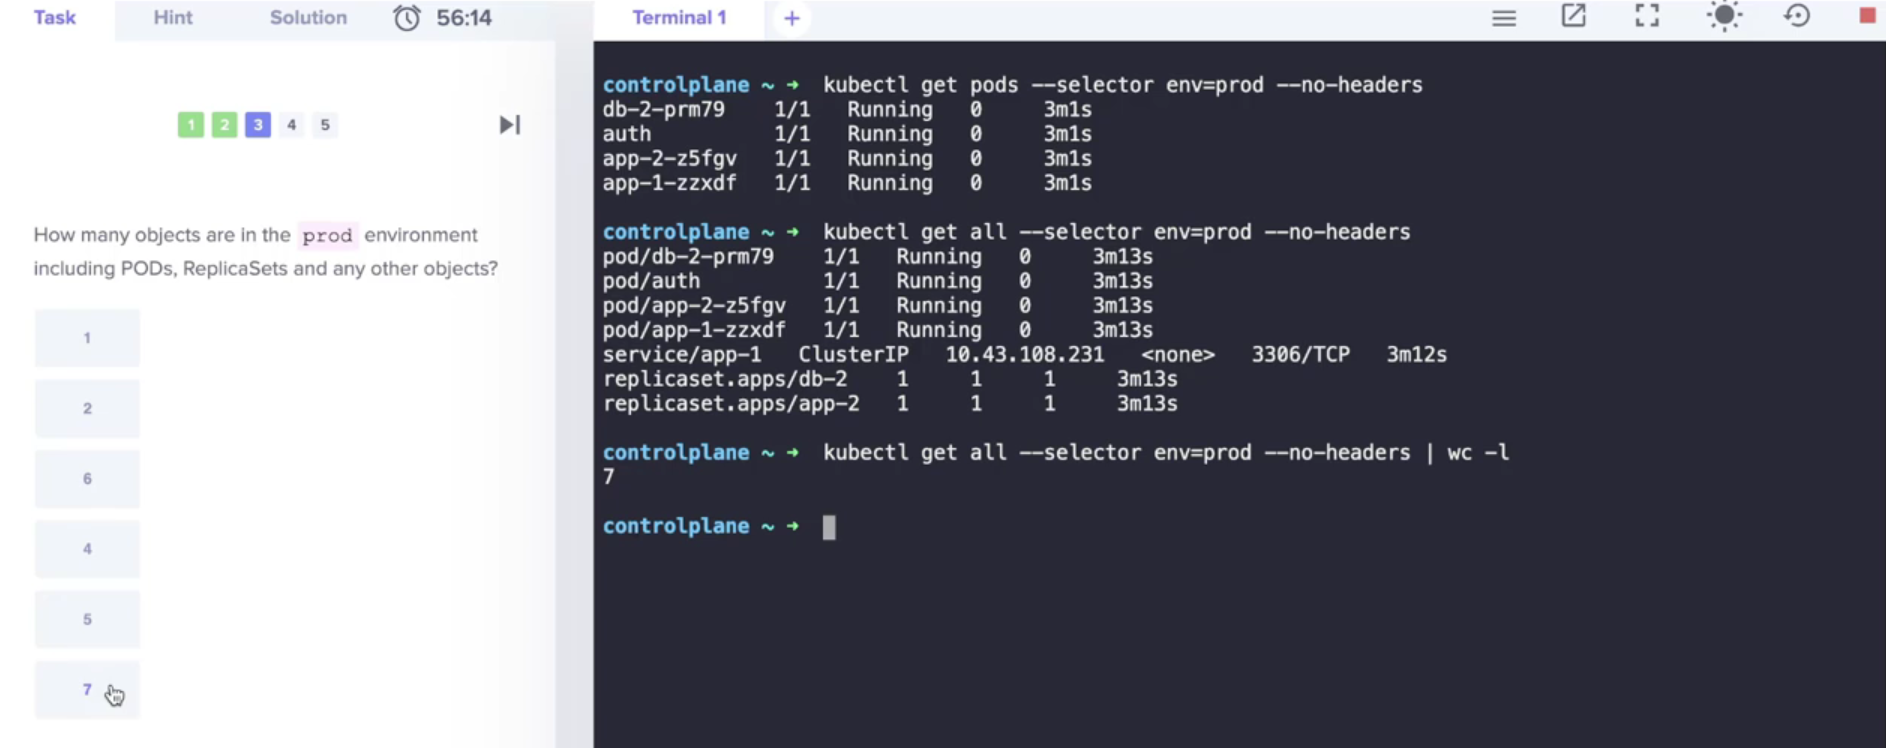 Task Hint Solution 56:14
1 2 3 4 5
How many objects are in the prod environment
including PODs, ReplicaSets and any other objects?
1
2
6
4
5
7
Terminal 1 +
controlplane ~ ➜ kubectl get pods --selector env=prod --no-headers
db-2-prm79 1/1 Running 0 3m1s
auth 1/1 Running 0 3m1s
app-2-z5fgv 1/1 Running 0 3m1s
app-1-zzxdf 1/1 Running 0 3m1s
controlplane ~ ➜ kubectl get all --selector env=prod --no-headers
pod/db-2-prm79 1/1 Running 0 3m13s
pod/auth 1/1 Running 0 3m13s
pod/app-2-z5fgv 1/1 Running 0 3m13s
pod/app-1-zzxdf 1/1 Running 0 3m13s
service/app-1 ClusterIP 10.43.108.231 <none> 3306/TCP 3m12s
replicaset.apps/db-2 1 1 1 3m13s
replicaset.apps/app-2 1 1 1 3m13s
controlplane ~ ➜ kubectl get all --selector env=prod --no-headers | wc -l
7
controlplane ~ ➜